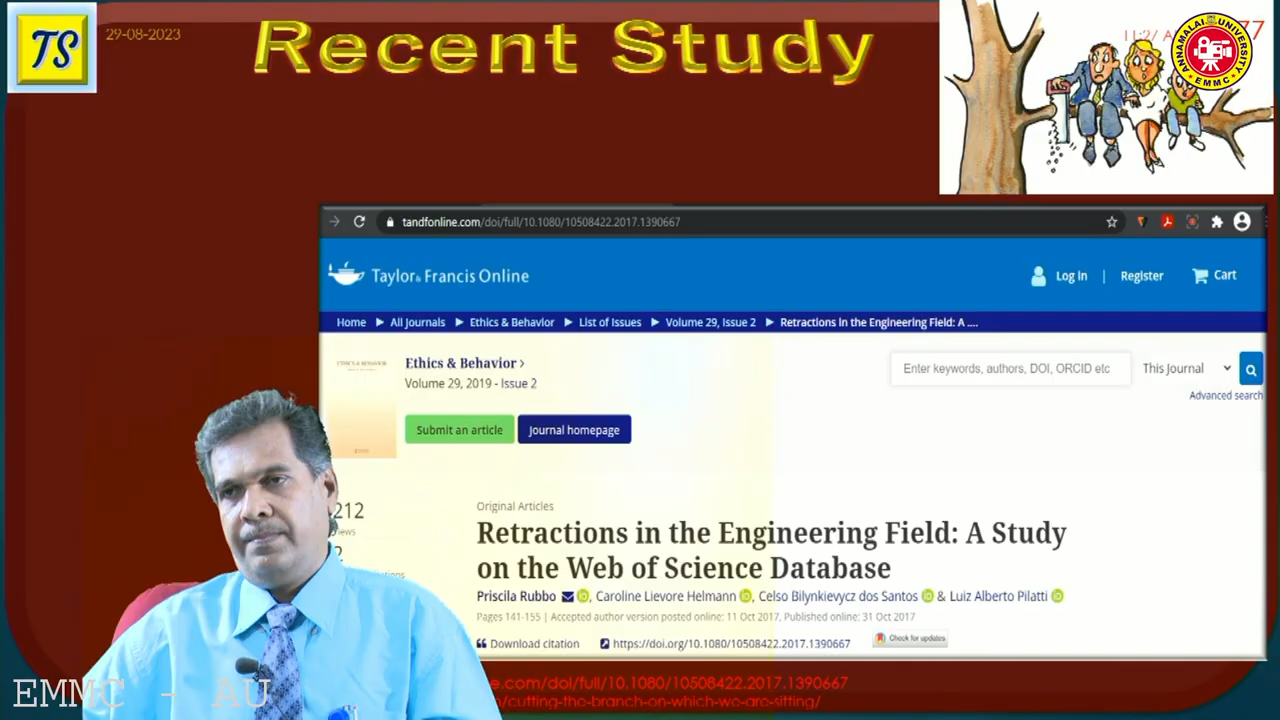 TS
29-08-2023
Recent Study
ANNAMALAI UNIVERSITY
EMMC
tandfonline.com/doi/full/10.1080/10508422.2017.1390667
Taylor & Francis Online
Log in | Register Cart
Home ▶ All Journals ▶ Ethics & Behavior ▶ List of Issues ▶ Volume 29, Issue 2 ▶ Retractions in the Engineering Field: A ....
ETHICS & BEHAVIOR
Ethics & Behavior >
Volume 29, 2019 - Issue 2
Enter keywords, authors, DOI, ORCID etc
This Journal
Advanced search
Submit an article
Journal homepage
212
Original Articles
Retractions in the Engineering Field: A Study
on the Web of Science Database
Priscila Rubbo, Caroline Lievore Helmann, Celso Bilynkievycz dos Santos & Luiz Alberto Pilatti
Pages 141-155 | Accepted author version posted online: 11 Oct 2017, Published online: 31 Oct 2017
Download citation https://doi.org/10.1080/10508422.2017.1390667 Check for updates
e.com/doi/full/10.1080/10508422.2017.1390667
/cutting-the-branch-on-which-we-are-sitting/
EMMC - AU